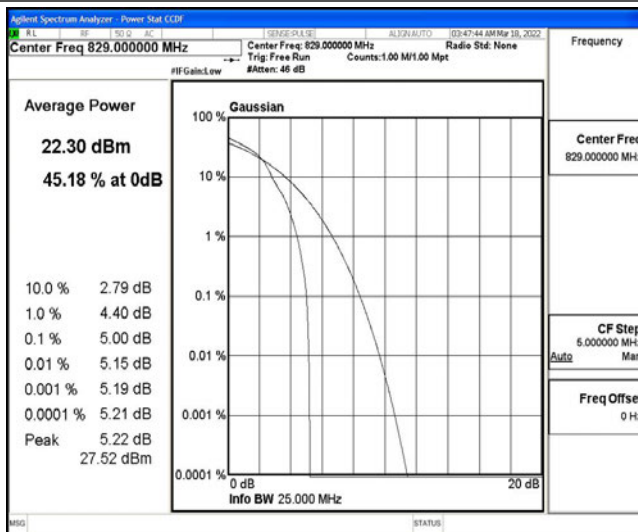 Agilent Spectrum Analyzer - Power Stat CCDF
RL RF 50 Ω AC SENSE:PULSE ALIGN AUTO 03:47:44 AM Mar 18, 2022
Center Freq 829.000000 MHz
Center Freq: 829.000000 MHz
Radio Std: None
Trig: Free Run
Counts:1.00 M/1.00 Mpt
#IFGain:Low
#Atten: 46 dB
Frequency
Average Power
22.30 dBm
45.18 % at 0dB
10.0 % 2.79 dB
1.0 % 4.40 dB
0.1 % 5.00 dB
0.01 % 5.15 dB
0.001 % 5.19 dB
0.0001 % 5.21 dB
Peak 5.22 dB
27.52 dBm
Gaussian
100 %
10 %
1 %
0.1 %
0.01 %
0.001 %
0.0001 %
0 dB
20 dB
Info BW 25.000 MHz
Center Freq
829.000000 MHz
CF Step
5.000000 MHz
Auto Man
Freq Offse
0 Hz
MSG
STATUS